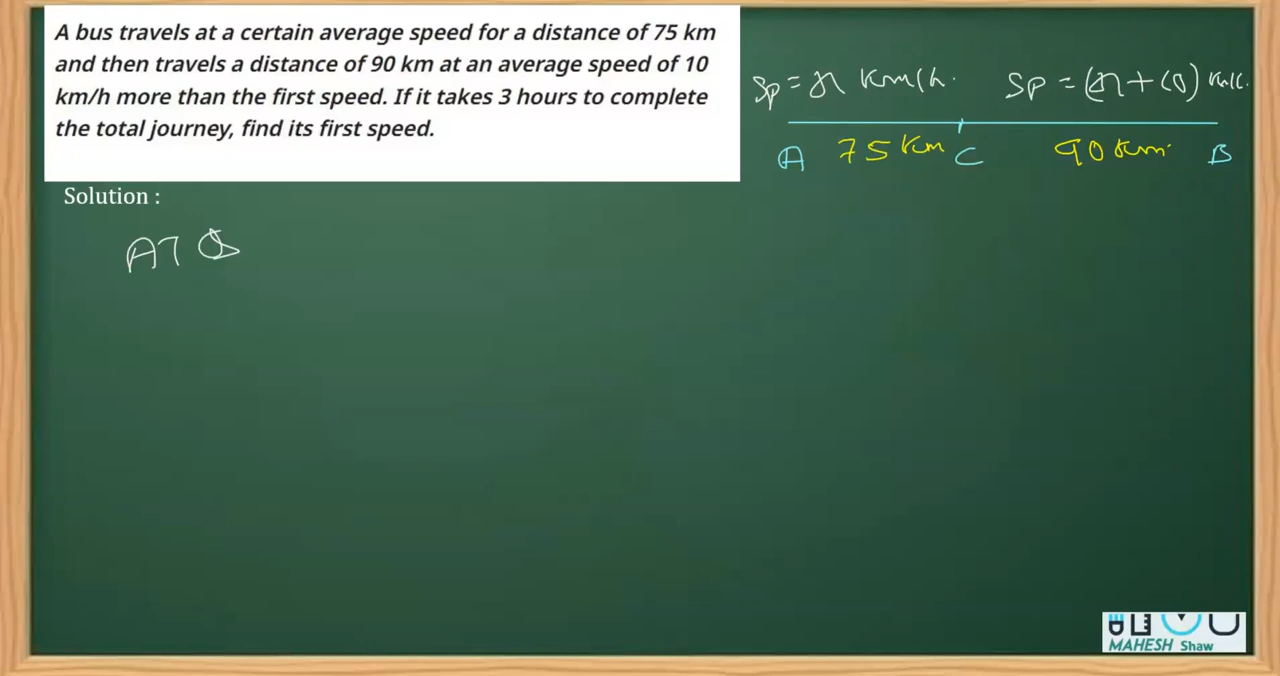 A bus travels at a certain average speed for a distance of 75 km
and then travels a distance of 90 km at an average speed of 10
km/h more than the first speed. If it takes 3 hours to complete
the total journey, find its first speed.
Sp = x km/h. Sp = (x+10) km/h.
A 75 km C 90 km B
Solution :
ATQ
MAHESH Shaw